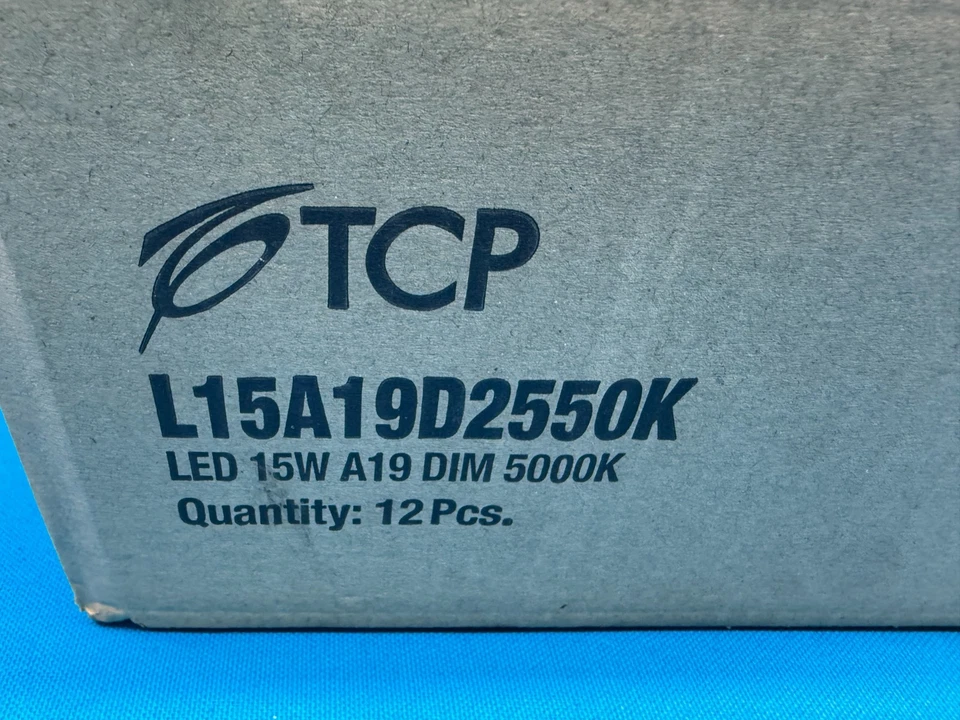 TCP
L15A19D2550K
LED 15W A19 DIM 5000K
Quantity: 12 Pcs.